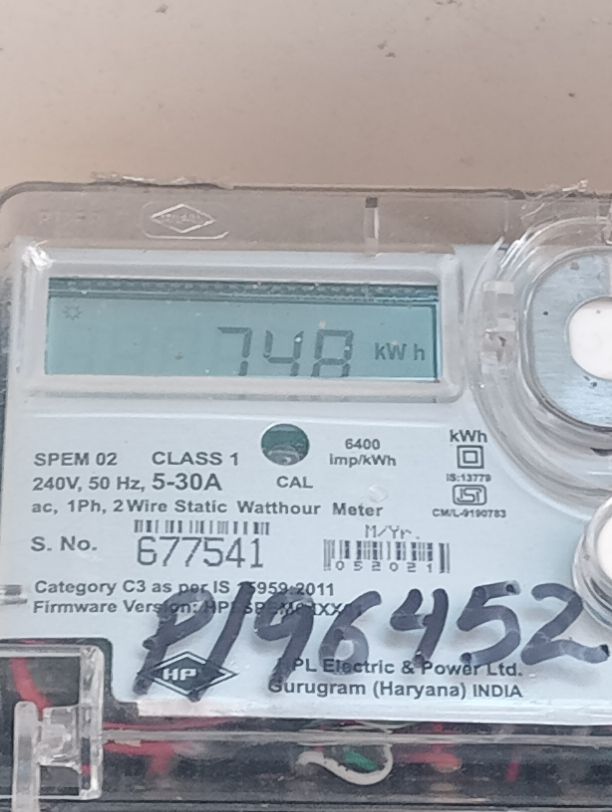 748 kWh
SPEM 02 CLASS 1
6400
imp/kWh
kWh
240V, 50 Hz, 5-30A
CAL
IS:13779
ISI
ac, 1Ph, 2 Wire Static Watthour Meter
CM/L-9190783
M/Yr.
S. No. 677541
052021
Category C3 as per IS 15959:2011
Firmware Version:
P196452
HPL
HPL Electric & Power Ltd.
Gurugram (Haryana) INDIA